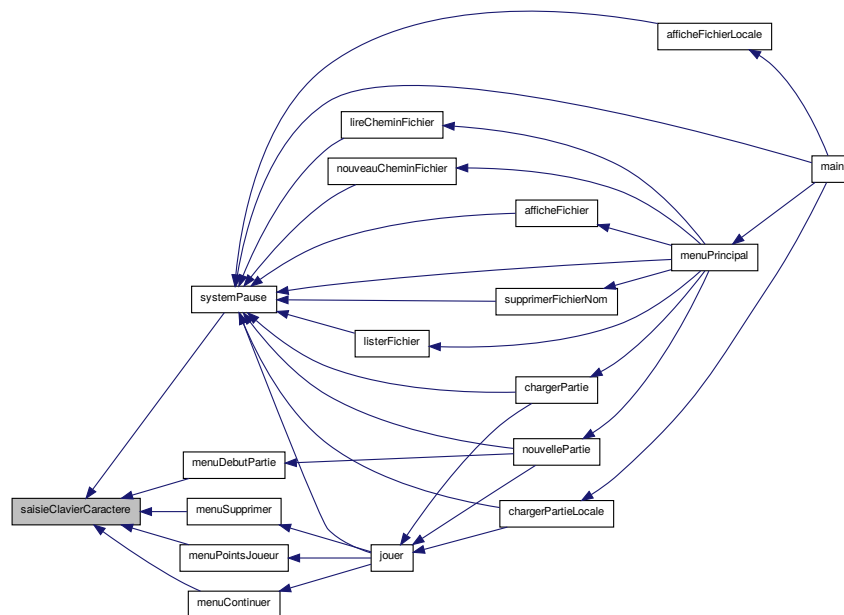 afficheFichierLocale
lireCheminFichier
main
nouveauCheminFichier
afficheFichier
menuPrincipal
systemPause
supprimerFichierNom
listerFichier
chargerPartie
nouvellePartie
menuDebutPartie
saisieClavierCaractere
menuSupprimer
chargerPartieLocale
menuPointsJoueur
jouer
menuContinuer